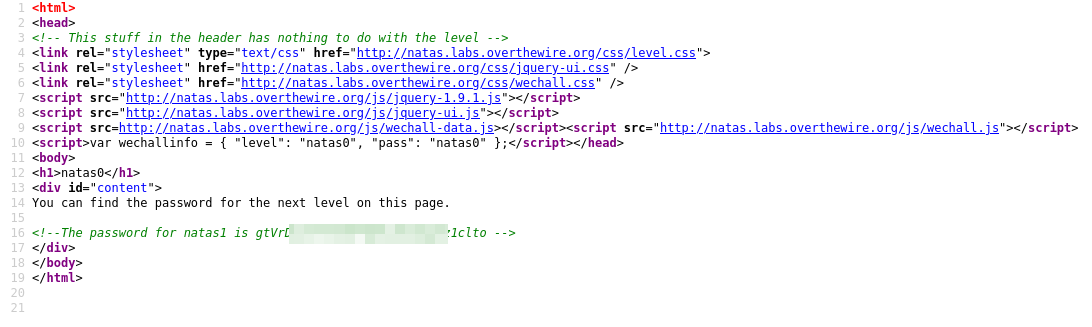 1 <html>
2 <head>
3 <!-- This stuff in the header has nothing to do with the level -->
4 <link rel="stylesheet" type="text/css" href="http://natas.labs.overthewire.org/css/level.css">
5 <link rel="stylesheet" href="http://natas.labs.overthewire.org/css/jquery-ui.css" />
6 <link rel="stylesheet" href="http://natas.labs.overthewire.org/css/wechall.css" />
7 <script src="http://natas.labs.overthewire.org/js/jquery-1.9.1.js"></script>
8 <script src="http://natas.labs.overthewire.org/js/jquery-ui.js"></script>
9 <script src=http://natas.labs.overthewire.org/js/wechall-data.js></script><script src="http://natas.labs.overthewire.org/js/wechall.js"></script>
10 <script>var wechallinfo = { "level": "natas0", "pass": "natas0" };</script></head>
11 <body>
12 <h1>natas0</h1>
13 <div id="content">
14 You can find the password for the next level on this page.
15
16 <!--The password for natas1 is -->
17 </div>
18 </body>
19 </html>
20
21